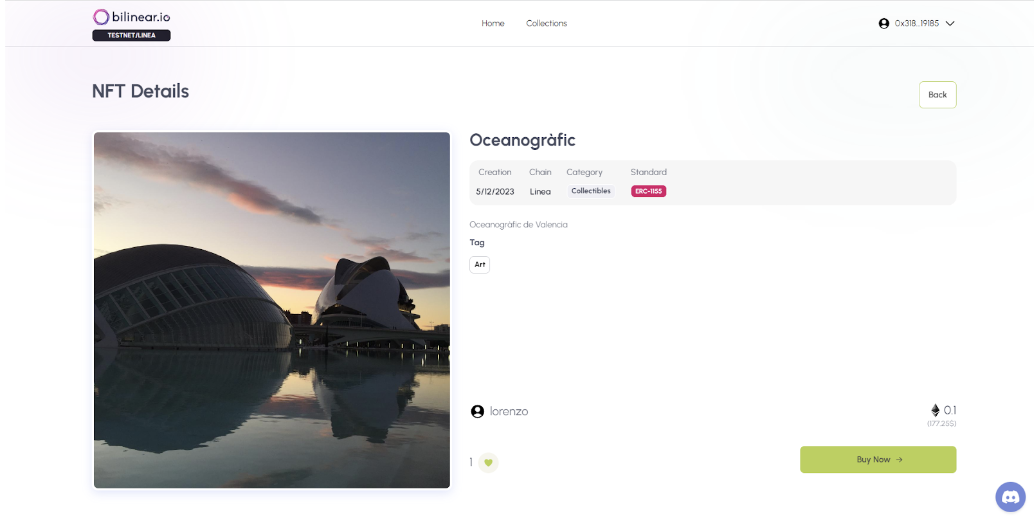 bilinear.io
TESTNET/LINEA
Home Collections
0x318...19185
NFT Details
Back
Oceanogràfic
Creation Chain Category Standard
5/12/2023 Linea Collectibles ERC-1155
Oceanogràfic de Valencia
Tag
Art
lorenzo
0.1
(177.25$)
1
Buy Now →